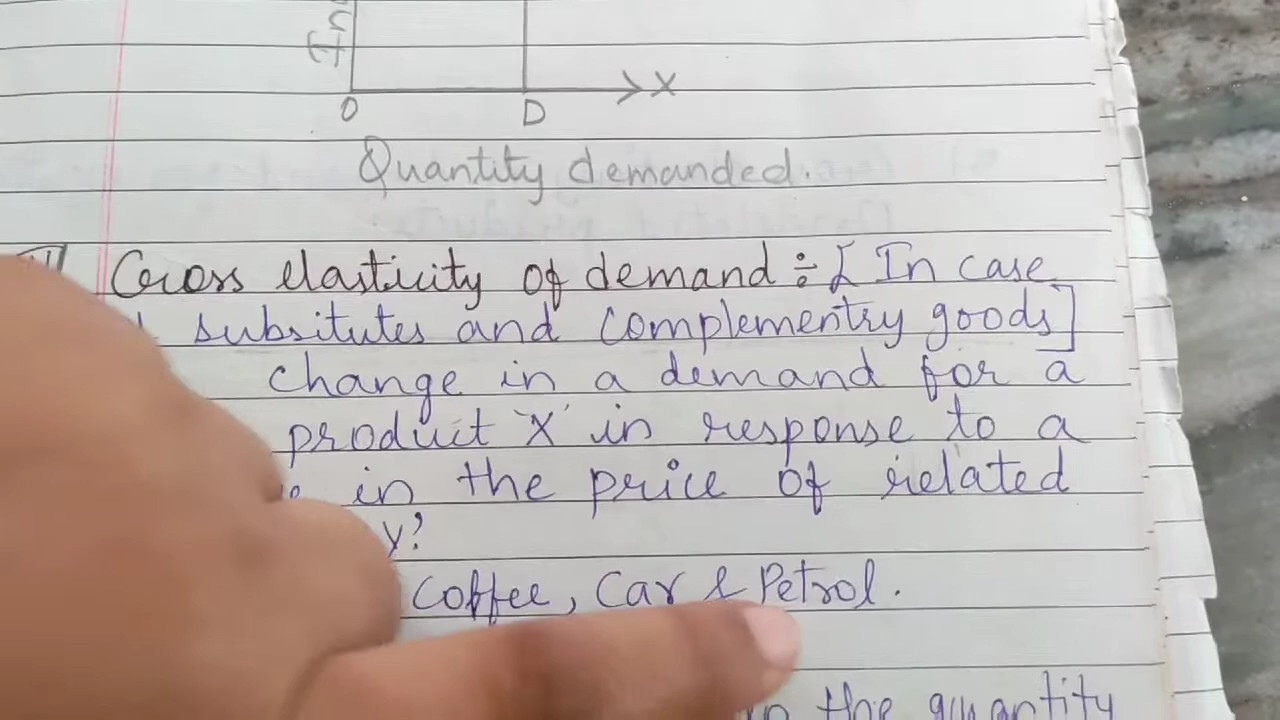 O D X
Quantity demanded.
Cross elasticity of demand ÷ [ In case
subsitutes and complementry goods]
change in a demand for a
product 'X' in response to a
in the price of related
y'
Coffee, Car & Petrol.
in the quantity